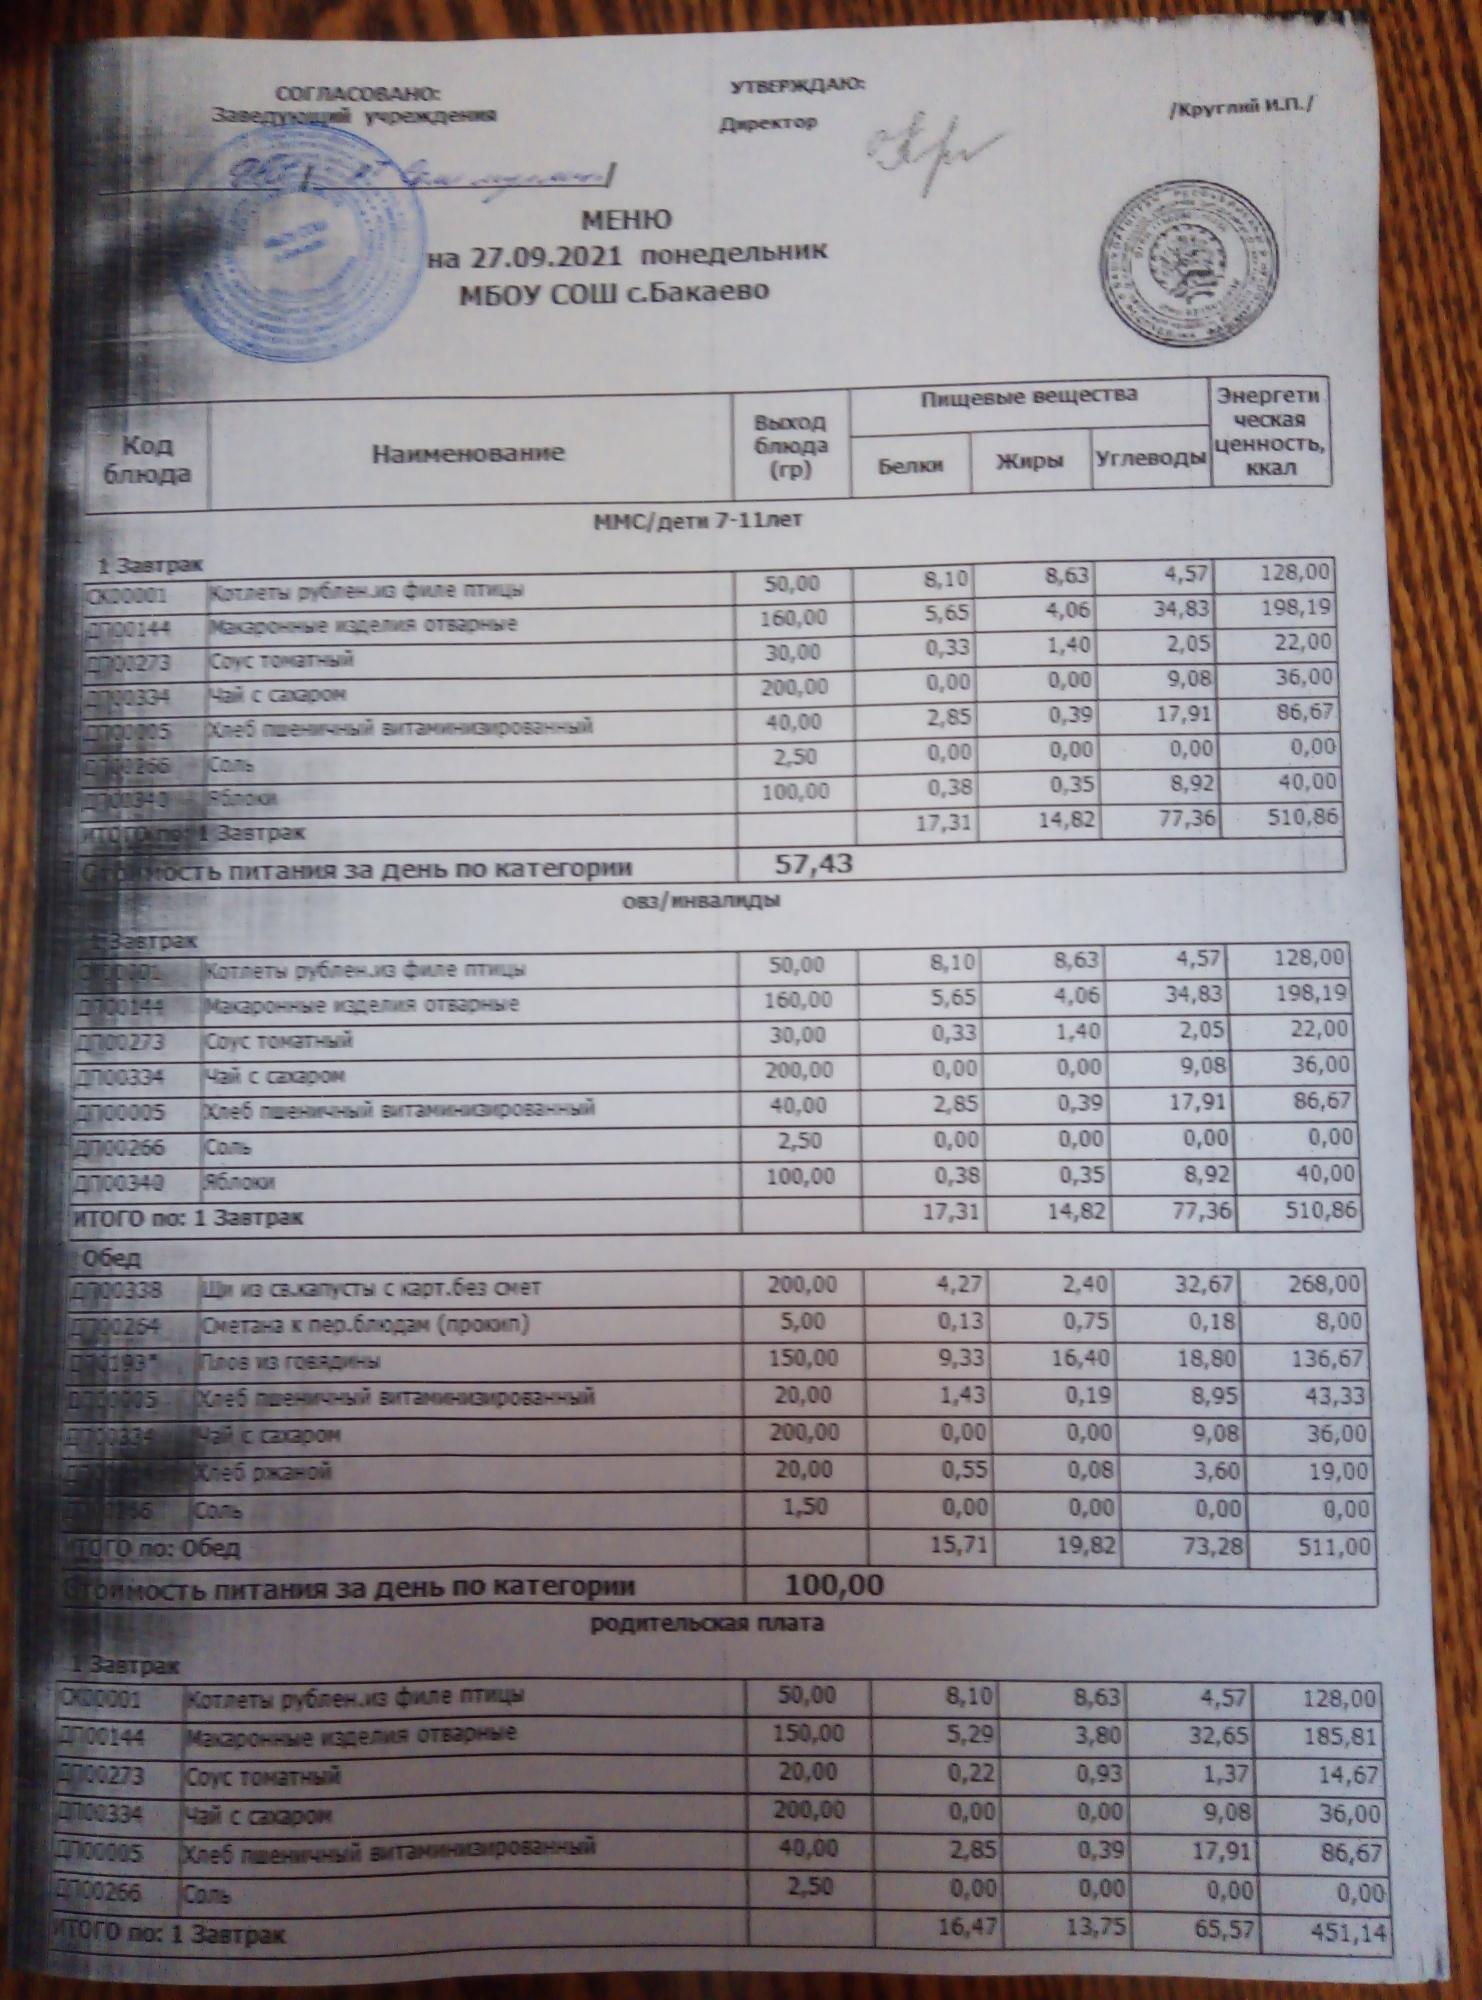 СОГЛАСОВАНО:
Заведующий учреждения
УТВЕРЖДАЮ:
Директор /Круглий И.П./
МЕНЮ
на 27.09.2021 понедельник
МБОУ СОШ с.Бакаево
Код блюда Наименование Выход блюда (гр) Пищевые вещества Энергети ческая ценность, ккал
Белки Жиры Углеводы
ММС/дети 7-11лет
1 Завтрак
СК00001 Котлеты рублен.из филе птицы 50,00 8,10 8,63 4,57 128,00
ДП00144 Макаронные изделия отварные 160,00 5,65 4,06 34,83 198,19
ДП00273 Соус томатный 30,00 0,33 1,40 2,05 22,00
ДП00334 Чай с сахаром 200,00 0,00 0,00 9,08 36,00
ДП00005 Хлеб пшеничный витаминизированный 40,00 2,85 0,39 17,91 86,67
ДП00266 Соль 2,50 0,00 0,00 0,00 0,00
ДП00340 Яблоки 100,00 0,38 0,35 8,92 40,00
ИТОГО по: 1 Завтрак 17,31 14,82 77,36 510,86
Стоимость питания за день по категории 57,43
овз/инвалиды
1 Завтрак
СК00001 Котлеты рублен.из филе птицы 50,00 8,10 8,63 4,57 128,00
ДП00144 Макаронные изделия отварные 160,00 5,65 4,06 34,83 198,19
ДП00273 Соус томатный 30,00 0,33 1,40 2,05 22,00
ДП00334 Чай с сахаром 200,00 0,00 0,00 9,08 36,00
ДП00005 Хлеб пшеничный витаминизированный 40,00 2,85 0,39 17,91 86,67
ДП00266 Соль 2,50 0,00 0,00 0,00 0,00
ДП00340 Яблоки 100,00 0,38 0,35 8,92 40,00
ИТОГО по: 1 Завтрак 17,31 14,82 77,36 510,86
Обед
ДП00338 Щи из св.капусты с карт.без смет 200,00 4,27 2,40 32,67 268,00
ДП00264 Сметана к пер.блюдам (прокип) 5,00 0,13 0,75 0,18 8,00
ДП0193* Плов из говядины 150,00 9,33 16,40 18,80 136,67
ДП00005 Хлеб пшеничный витаминизированный 20,00 1,43 0,19 8,95 43,33
ДП00334 Чай с сахаром 200,00 0,00 0,00 9,08 36,00
Хлеб ржаной 20,00 0,55 0,08 3,60 19,00
ДП00266 Соль 1,50 0,00 0,00 0,00 0,00
ИТОГО по: Обед 15,71 19,82 73,28 511,00
Стоимость питания за день по категории 100,00
родительская плата
1 Завтрак
СК00001 Котлеты рублен.из филе птицы 50,00 8,10 8,63 4,57 128,00
ДП00144 Макаронные изделия отварные 150,00 5,29 3,80 32,65 185,81
ДП00273 Соус томатный 20,00 0,22 0,93 1,37 14,67
ДП00334 Чай с сахаром 200,00 0,00 0,00 9,08 36,00
ДП00005 Хлеб пшеничный витаминизированный 40,00 2,85 0,39 17,91 86,67
ДП00266 Соль 2,50 0,00 0,00 0,00 0,00
ИТОГО по: 1 Завтрак 16,47 13,75 65,57 451,14